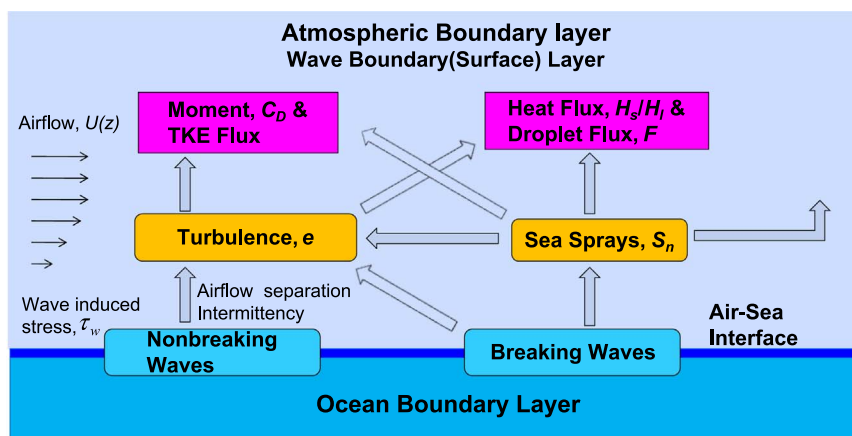 Atmospheric Boundary layer
Wave Boundary(Surface) Layer
Airflow, U(z)
Moment, C_D &
TKE Flux
Heat Flux, H_s/H_l &
Droplet Flux, F
Turbulence, e
Sea Sprays, S_n
Wave induced
stress, τ_w
Airflow separation
Intermittency
Nonbreaking
Waves
Breaking Waves
Air-Sea
Interface
Ocean Boundary Layer